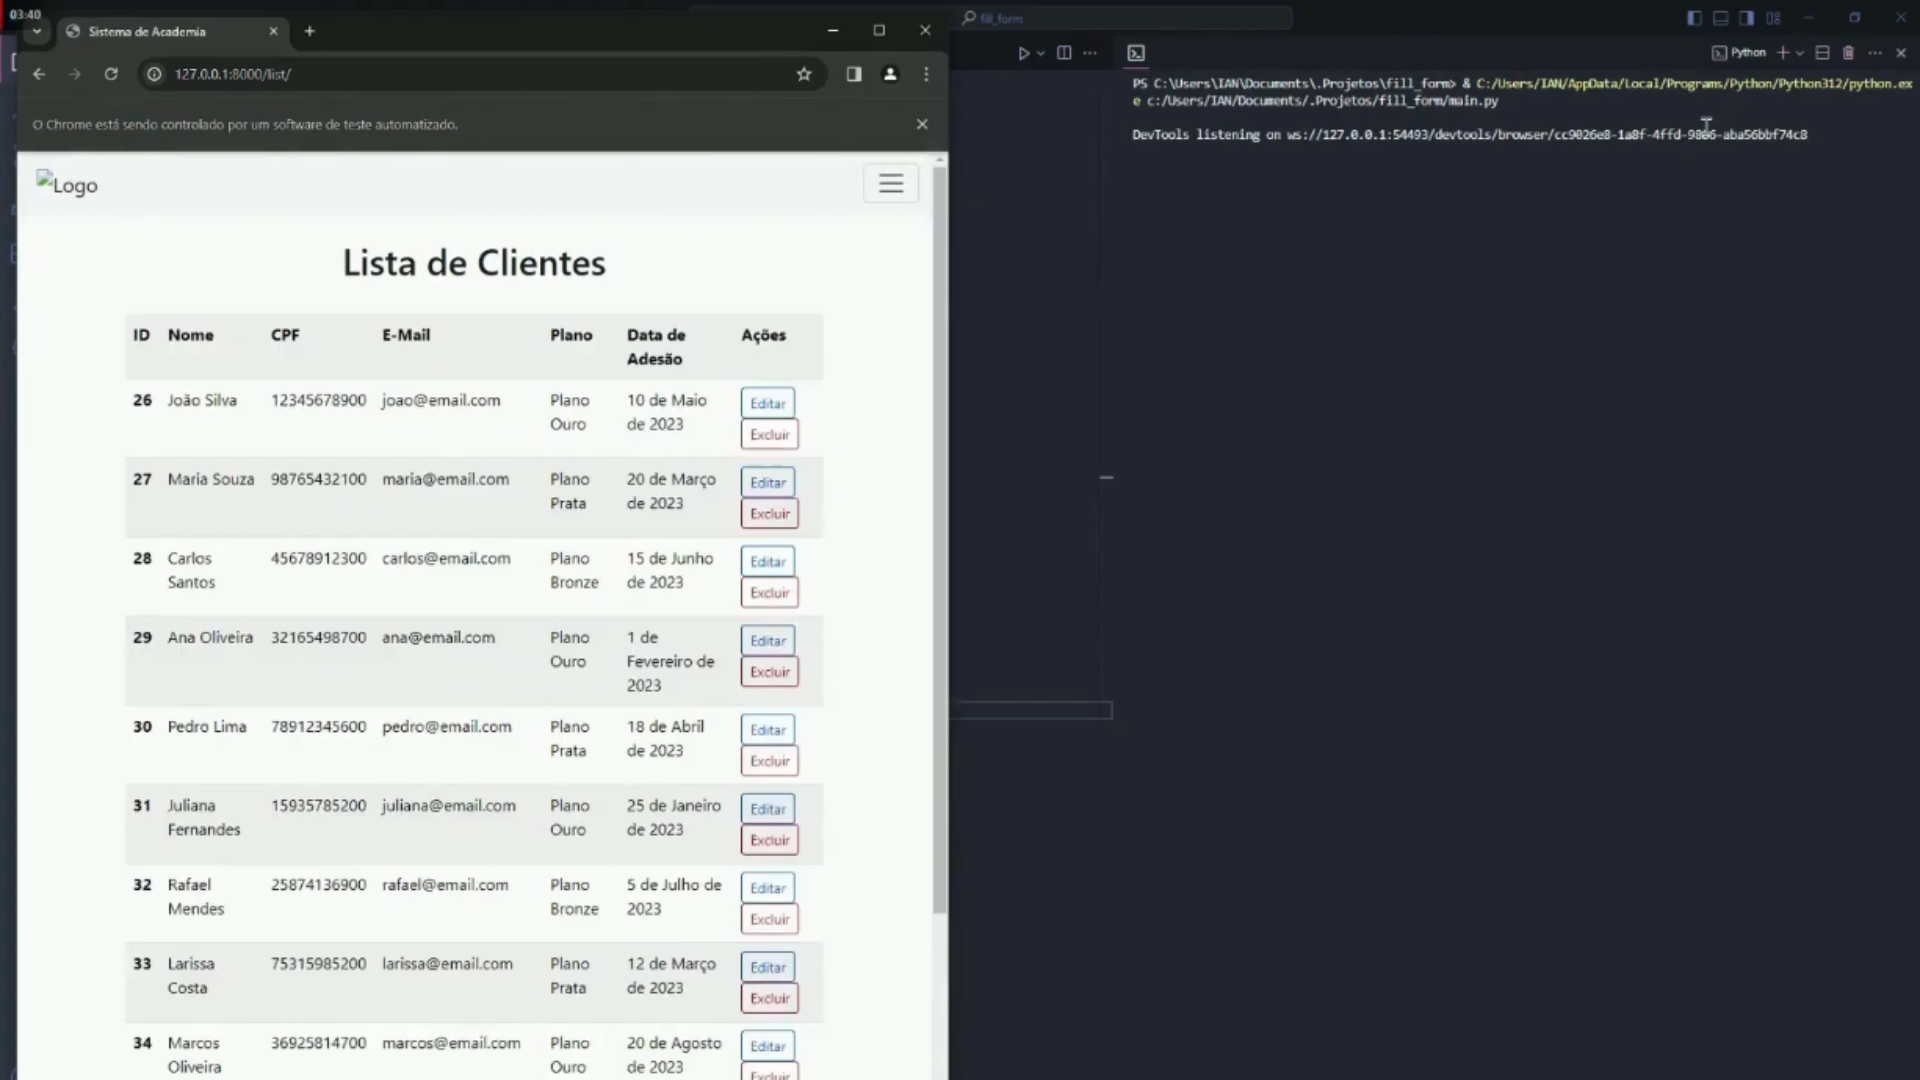 03:40
Sistema de Academia
fill_form
127.0.0.1:8000/list/
Python
O Chrome está sendo controlado por um software de teste automatizado.
PS C:\Users\IAN\Documents\.Projetos\fill_form> & C:/Users/IAN/AppData/Local/Programs/Python/Python312/python.ex
e c:/Users/IAN/Documents/.Projetos/fill_form/main.py
DevTools listening on ws://127.0.0.1:54493/devtools/browser/cc9026e8-1a8f-4ffd-98e6-aba56bbf74c8
Logo
Lista de Clientes
ID Nome CPF E-Mail Plano Data de Ações
Adesão
26 João Silva 12345678900 joao@email.com Plano 10 de Maio Editar
Ouro de 2023 Excluir
27 Maria Souza 98765432100 maria@email.com Plano 20 de Março Editar
Prata de 2023 Excluir
28 Carlos 45678912300 carlos@email.com Plano 15 de Junho Editar
Santos Bronze de 2023 Excluir
29 Ana Oliveira 32165498700 ana@email.com Plano 1 de Editar
Ouro Fevereiro de Excluir
2023
30 Pedro Lima 78912345600 pedro@email.com Plano 18 de Abril Editar
Prata de 2023 Excluir
31 Juliana 15935785200 juliana@email.com Plano 25 de Janeiro Editar
Fernandes Ouro de 2023 Excluir
32 Rafael 25874136900 rafael@email.com Plano 5 de Julho de Editar
Mendes Bronze 2023 Excluir
33 Larissa 75315985200 larissa@email.com Plano 12 de Março Editar
Costa Prata de 2023 Excluir
34 Marcos 36925814700 marcos@email.com Plano 20 de Agosto Editar
Oliveira Ouro de 2023 Excluir